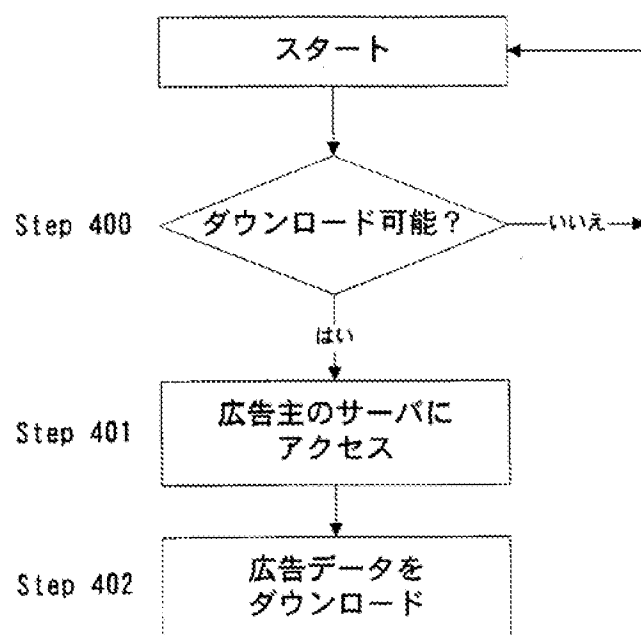 スタート
Step 400
ダウンロード可能？
いいえ
はい
Step 401
広告主のサーバに
アクセス
Step 402
広告データを
ダウンロード